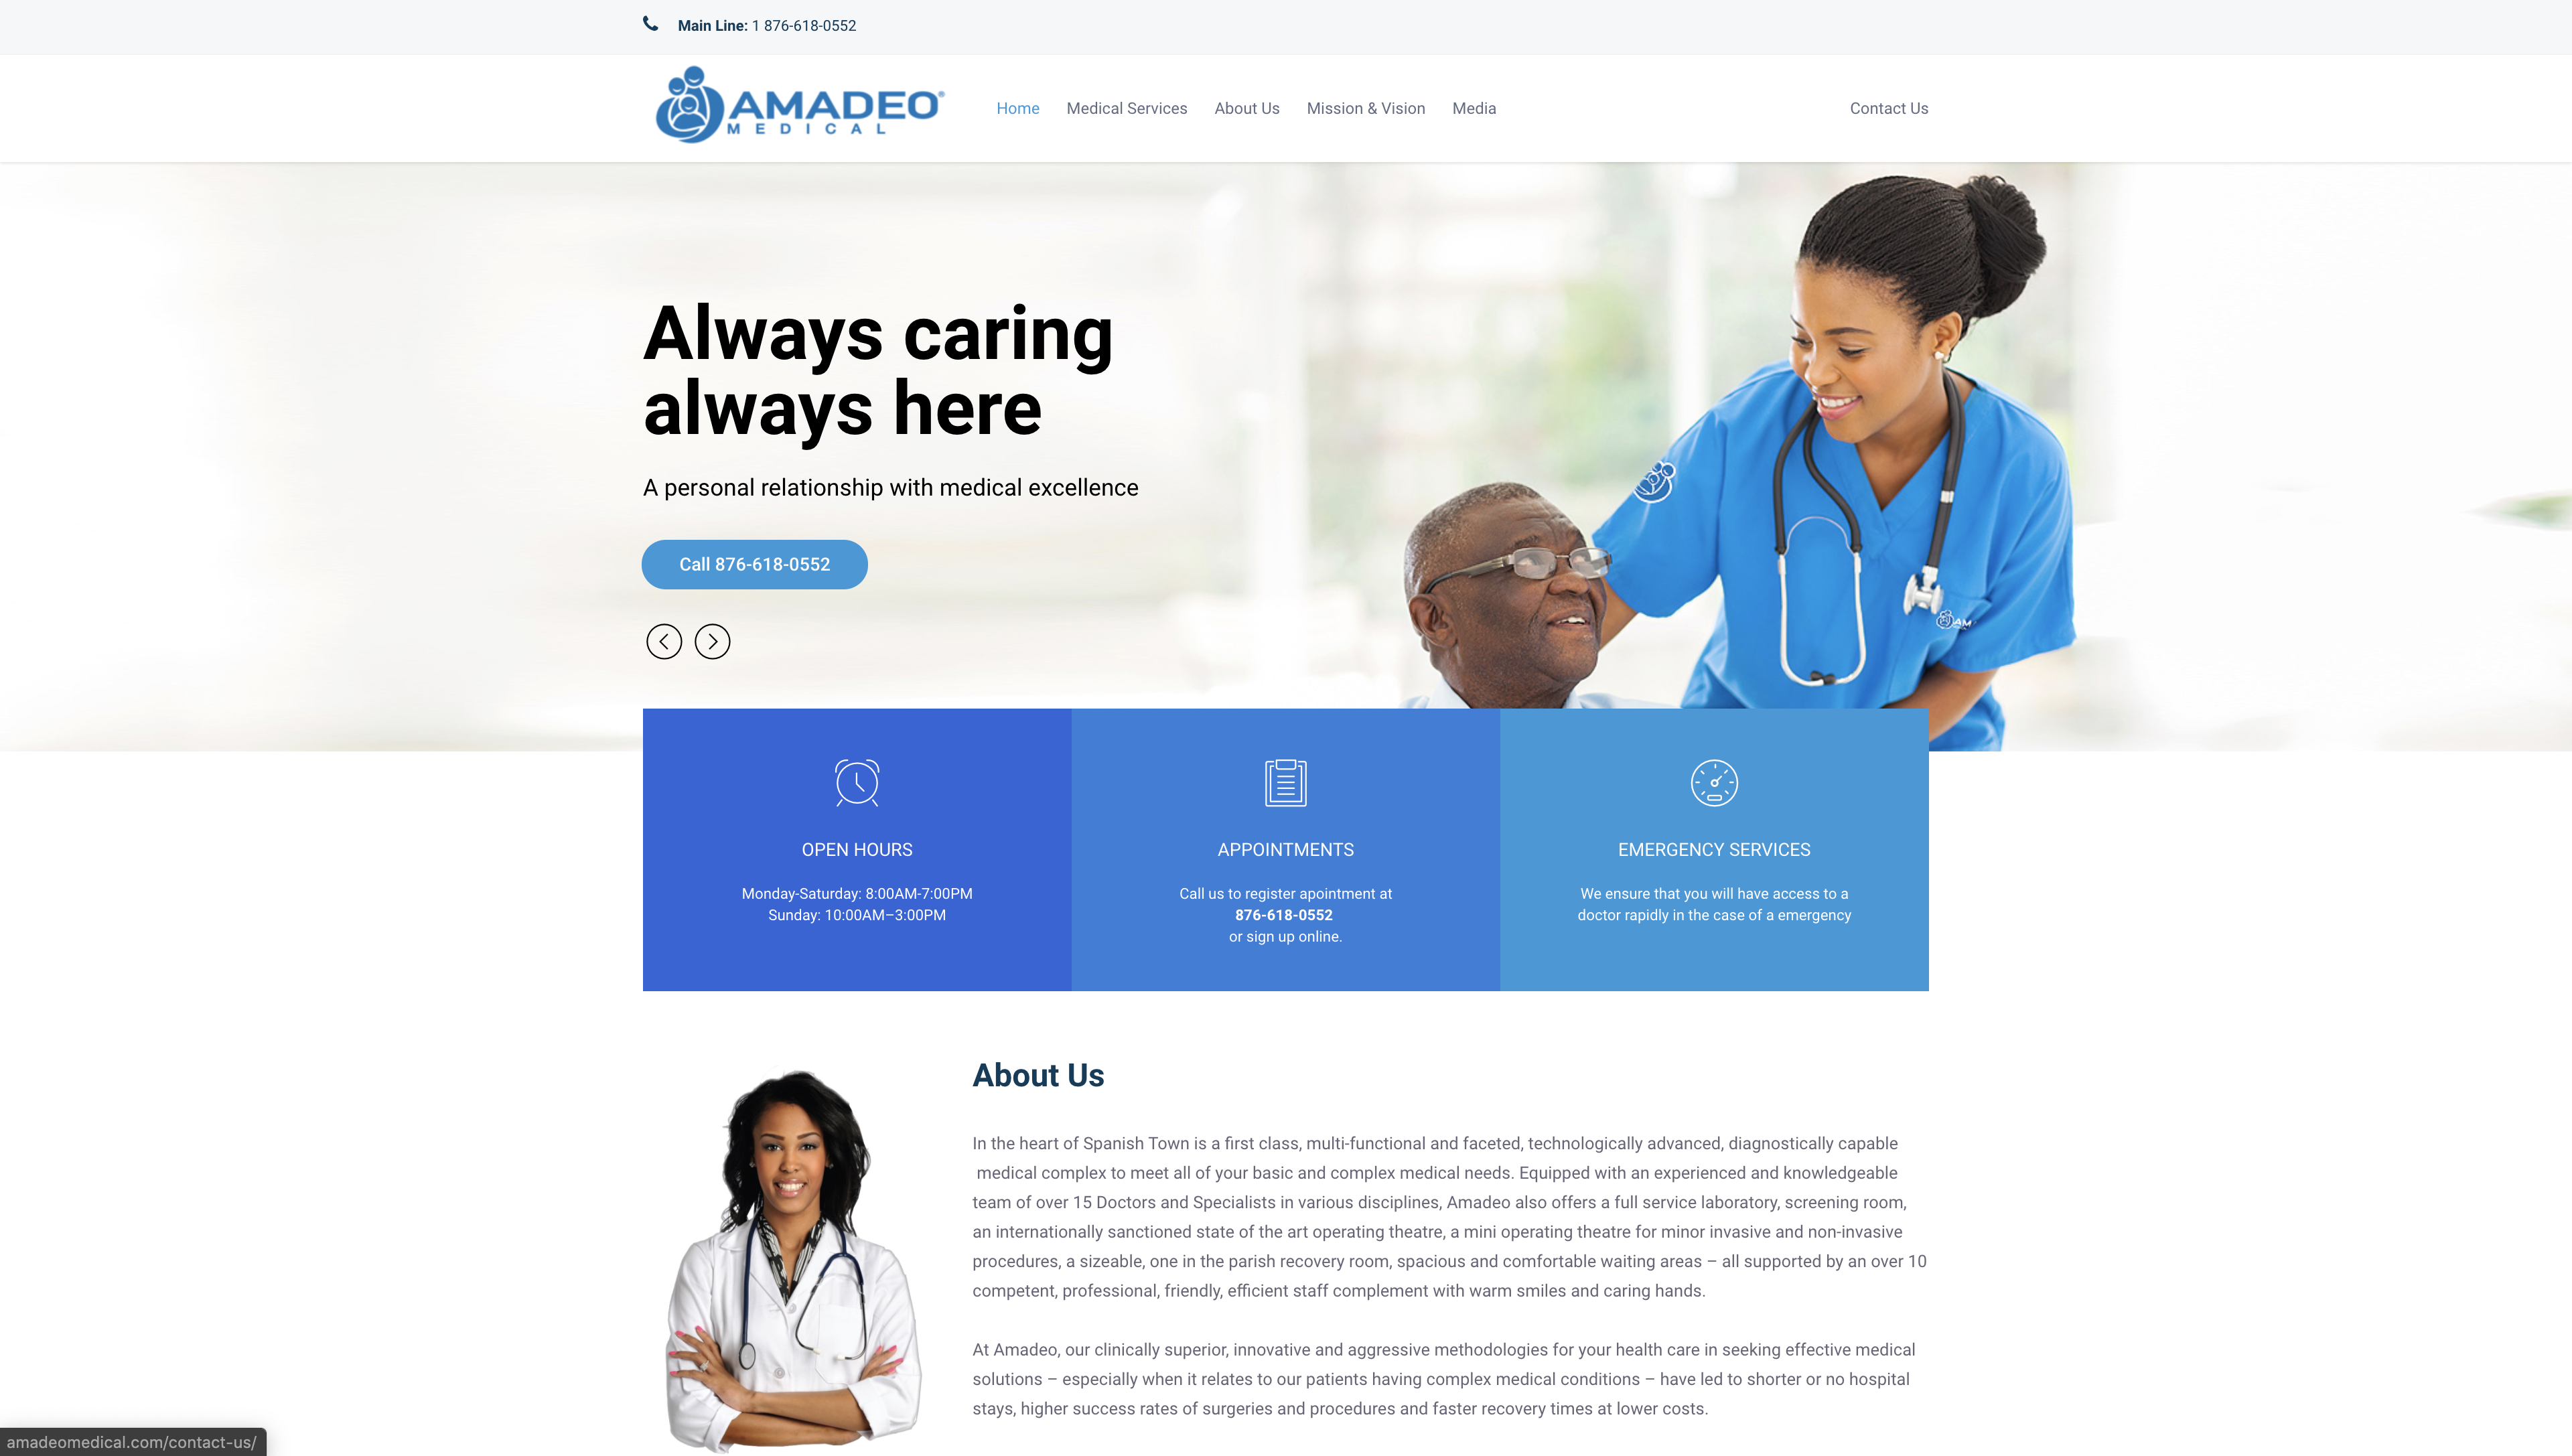 Main Line: 1 876-618-0552
AMADEO®
MEDICAL
Home Medical Services About Us Mission & Vision Media Contact Us
Always caring
always here
A personal relationship with medical excellence
Call 876-618-0552
AM
OPEN HOURS
Monday-Saturday: 8:00AM-7:00PM
Sunday: 10:00AM–3:00PM
APPOINTMENTS
Call us to register apointment at
876-618-0552
or sign up online.
EMERGENCY SERVICES
We ensure that you will have access to a
doctor rapidly in the case of a emergency
About Us
In the heart of Spanish Town is a first class, multi-functional and faceted, technologically advanced, diagnostically capable
medical complex to meet all of your basic and complex medical needs. Equipped with an experienced and knowledgeable
team of over 15 Doctors and Specialists in various disciplines, Amadeo also offers a full service laboratory, screening room,
an internationally sanctioned state of the art operating theatre, a mini operating theatre for minor invasive and non-invasive
procedures, a sizeable, one in the parish recovery room, spacious and comfortable waiting areas – all supported by an over 10
competent, professional, friendly, efficient staff complement with warm smiles and caring hands.
At Amadeo, our clinically superior, innovative and aggressive methodologies for your health care in seeking effective medical
solutions – especially when it relates to our patients having complex medical conditions – have led to shorter or no hospital
stays, higher success rates of surgeries and procedures and faster recovery times at lower costs.
amadeomedical.com/contact-us/